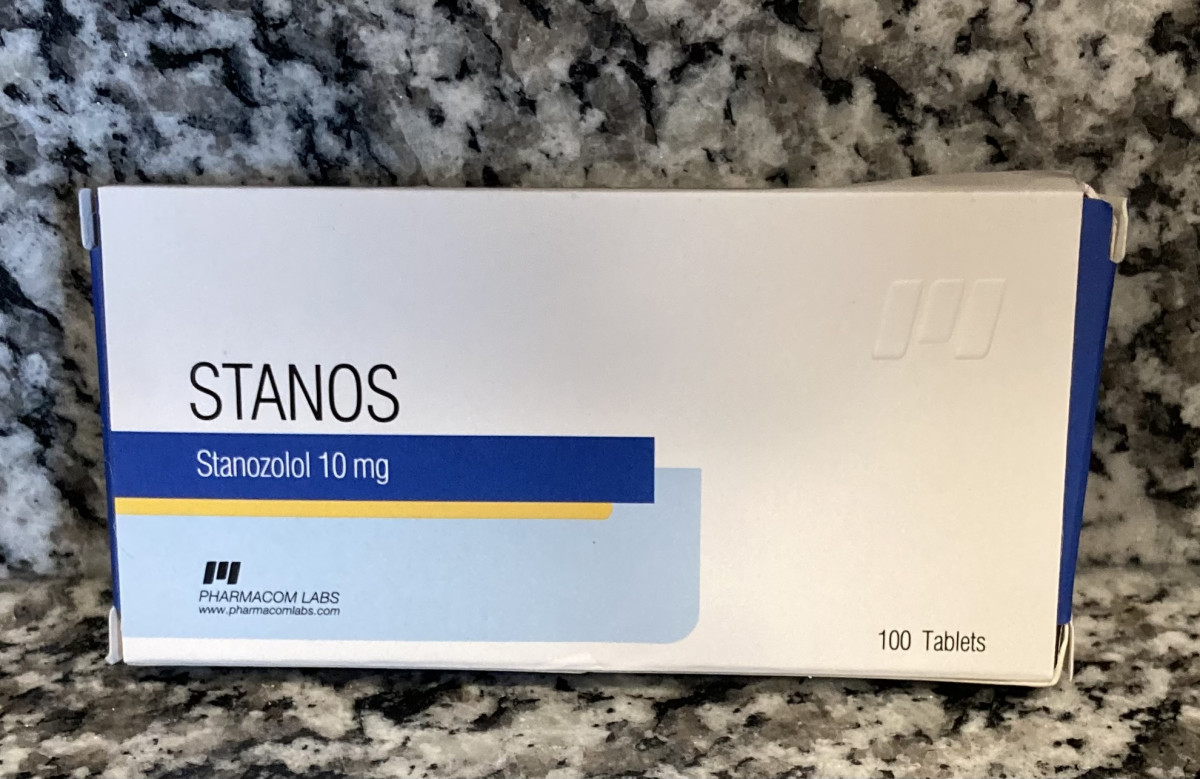 STANOS
Stanozolol 10 mg
PHARMACOM LABS
www.pharmacomlabs.com
100 Tablets